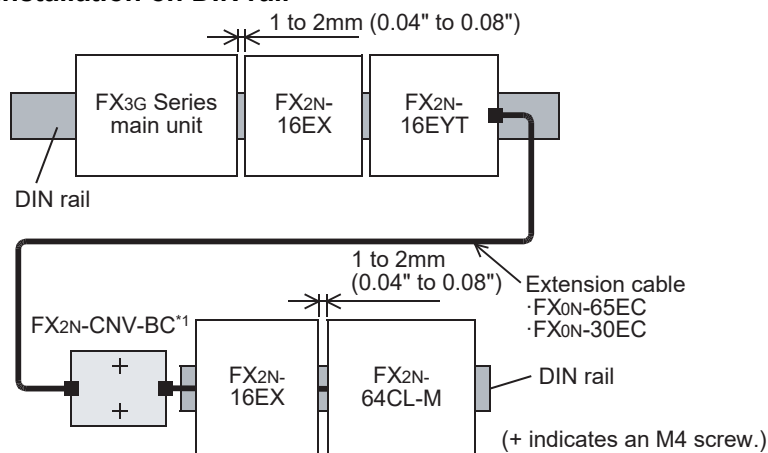 Installation on DIN rail
1 to 2mm (0.04" to 0.08")
FX3G Series
main unit
FX2N-
16EX
FX2N-
16EYT
DIN rail
1 to 2mm
(0.04" to 0.08")
Extension cable
·FX0N-65EC
·FX0N-30EC
FX2N-CNV-BC*1
FX2N-
16EX
FX2N-
64CL-M
DIN rail
(+ indicates an M4 screw.)